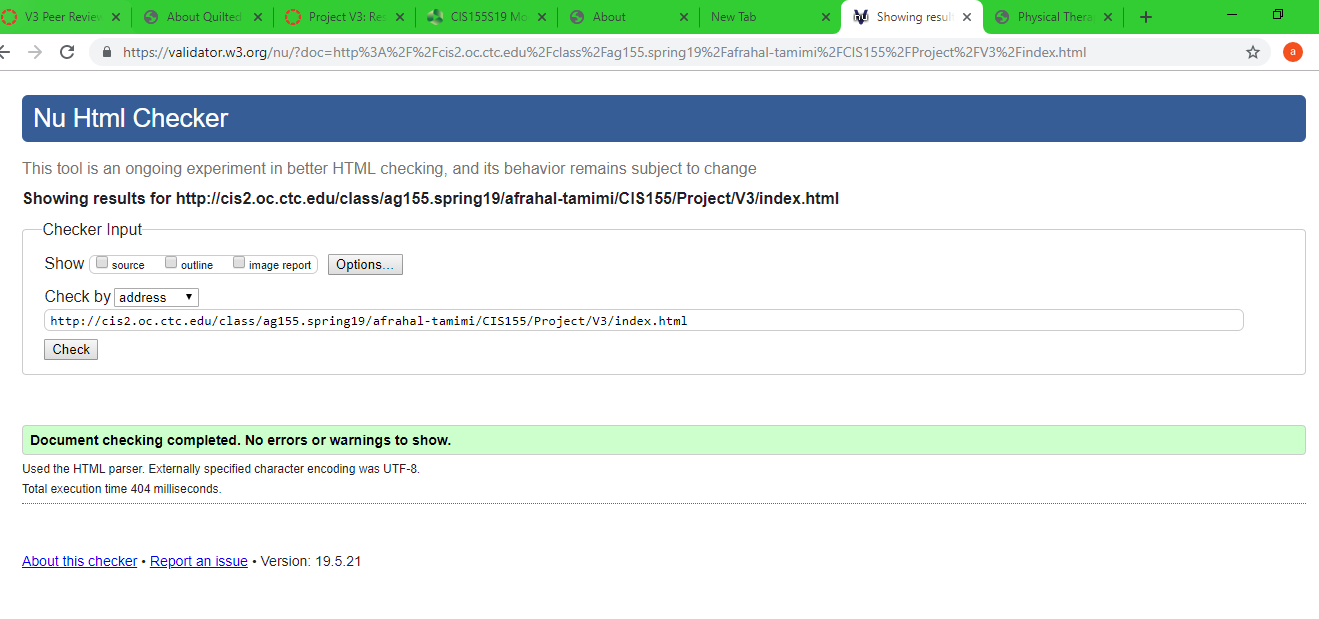 V3 Peer Review
About Quilted
Project V3: Res
CIS155S19 Mo
About
New Tab
Showing resul
Physical Thera
https://validator.w3.org/nu/?doc=http%3A%2F%2Fcis2.oc.ctc.edu%2Fclass%2Fag155.spring19%2Fafrahal-tamimi%2FCIS155%2FProject%2FV3%2Findex.html
a
Nu Html Checker
This tool is an ongoing experiment in better HTML checking, and its behavior remains subject to change
Showing results for http://cis2.oc.ctc.edu/class/ag155.spring19/afrahal-tamimi/CIS155/Project/V3/index.html
Checker Input
Show source outline image report Options...
Check by address
http://cis2.oc.ctc.edu/class/ag155.spring19/afrahal-tamimi/CIS155/Project/V3/index.html
Check
Document checking completed. No errors or warnings to show.
Used the HTML parser. Externally specified character encoding was UTF-8.
Total execution time 404 milliseconds.
About this checker • Report an issue • Version: 19.5.21